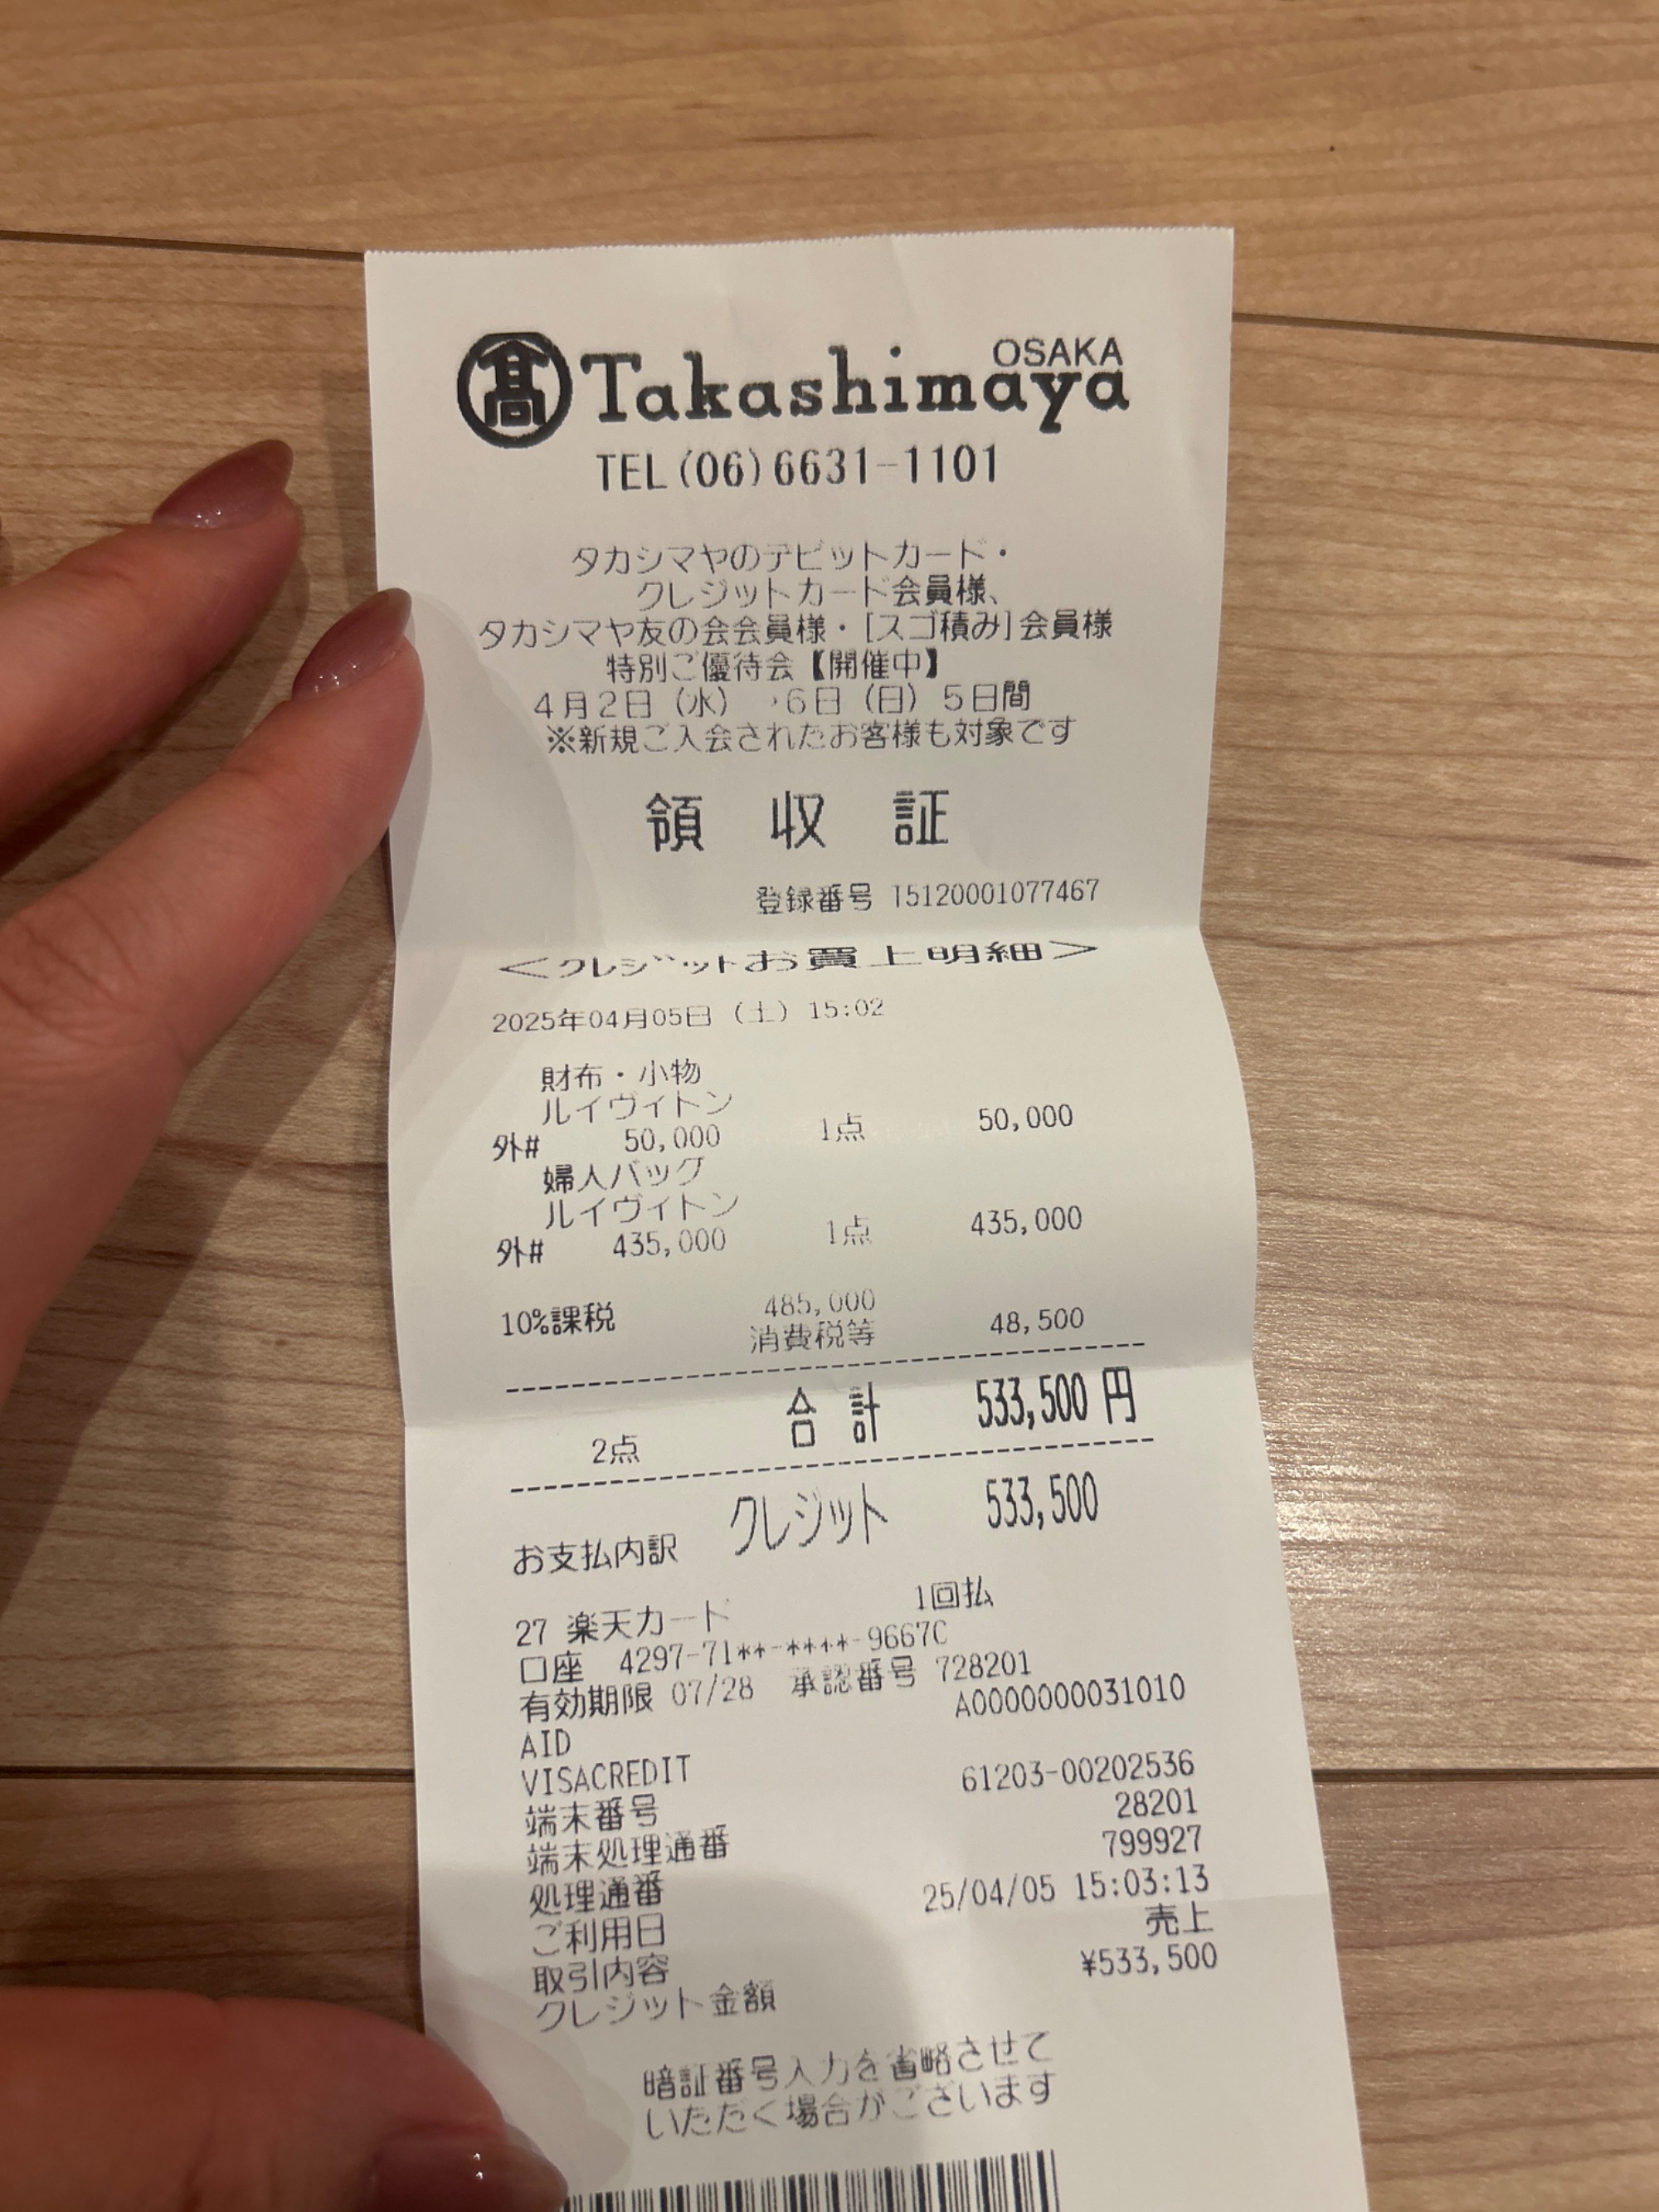 髙 Takashimaya OSAKA
TEL(06)6631-1101
タカシマヤのデビットカード・
クレジットカード会員様、
タカシマヤ友の会会員様・[スゴ積み]会員様
特別ご優待会【開催中】
4月2日(水) 6日(日) 5日間
※新規ご入会されたお客様も対象です
領 収 証
登録番号 T5120001077467
<クレジットお買上明細>
2025年04月05日(土) 15:02
財布・小物
ルイヴィトン
外# 50,000 1点 50,000
婦人バッグ
ルイヴィトン
外# 435,000 1点 435,000
10%課税 485,000
消費税等 48,500
2点 合 計 533,500円
お支払内訳 クレジット 533,500
27 楽天カード 1回払
口座 4297-71**-****-9667C
有効期限 07/28 承認番号 728201
AID A0000000031010
VISACREDIT
端末番号 61203-00202536
端末処理通番 28201
処理通番 799927
ご利用日 25/04/05 15:03:13
取引内容 売上
クレジット金額 ¥533,500
暗証番号入力を省略させて
いただく場合がございます